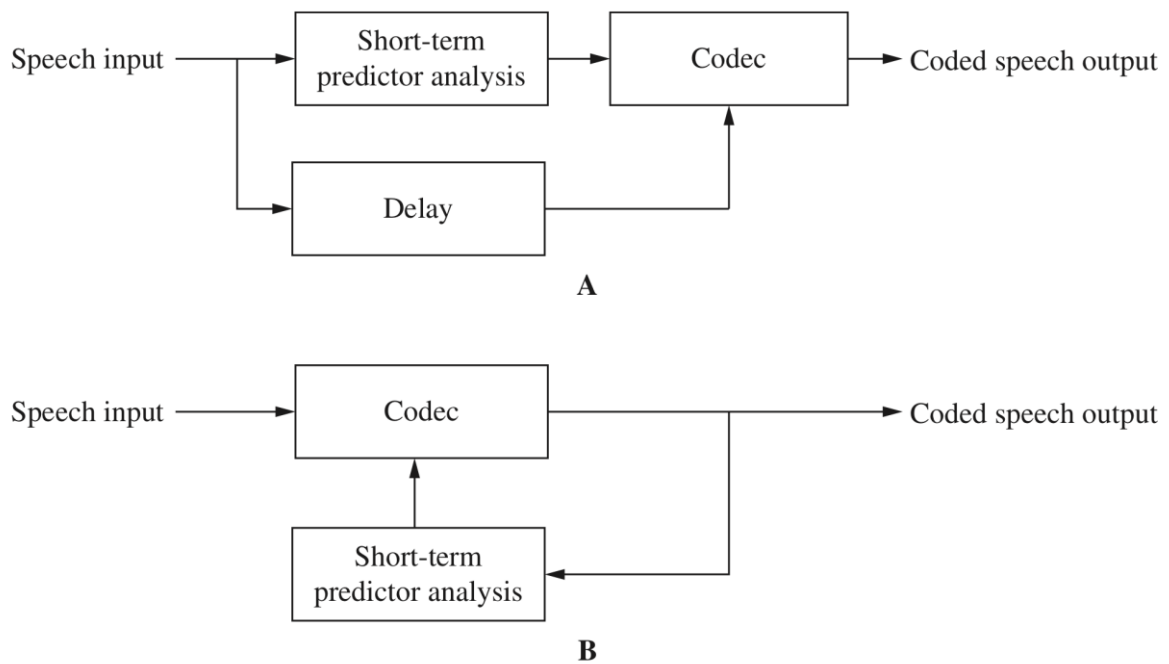 Speech input
Short-term
predictor analysis
Codec
Coded speech output
Delay
A
Speech input
Codec
Coded speech output
Short-term
predictor analysis
B